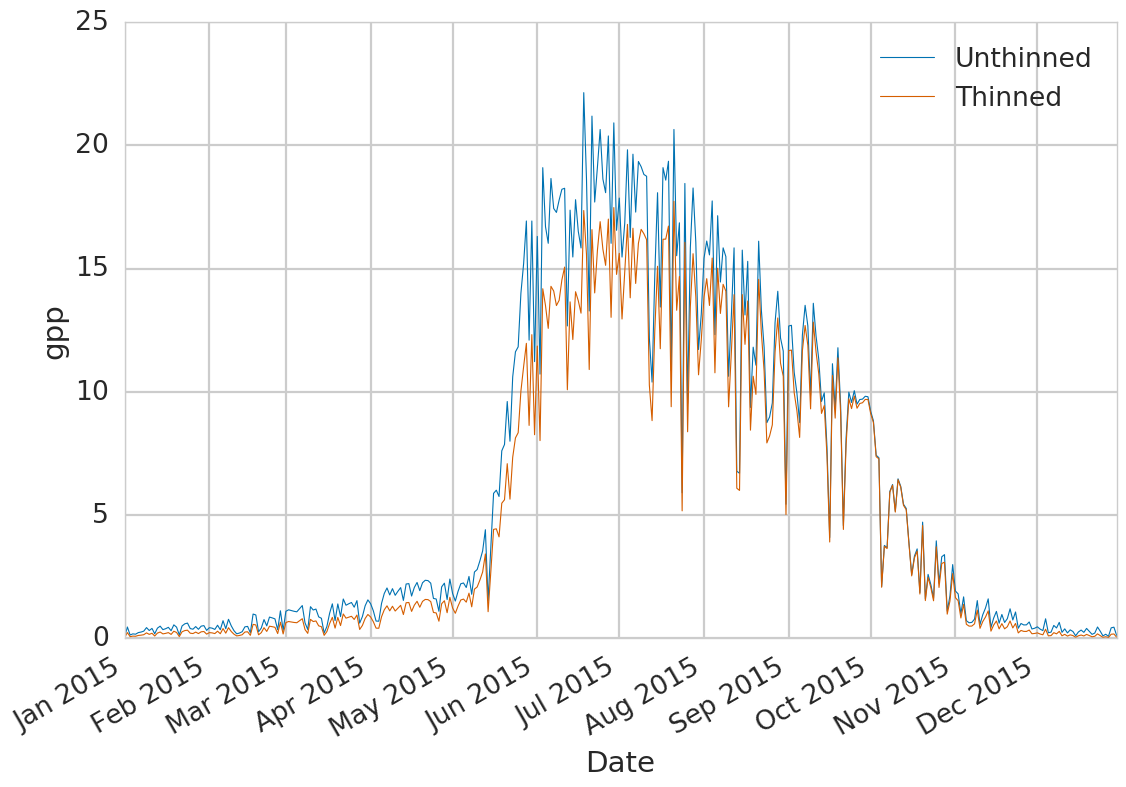 25
20
15
10
5
0
gpp
Unthinned
Thinned
Jan 2015
Feb 2015
Mar 2015
Apr 2015
May 2015
Jun 2015
Jul 2015
Aug 2015
Sep 2015
Oct 2015
Nov 2015
Dec 2015
Date